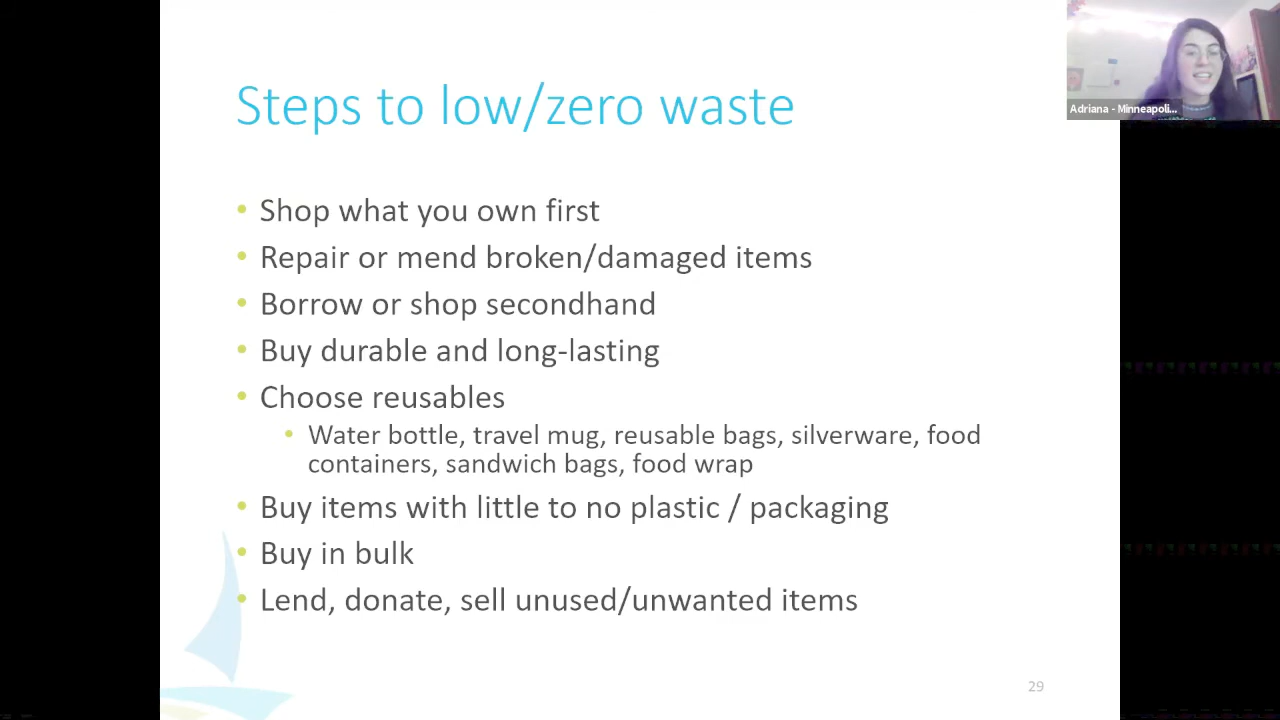 Steps to low/zero waste
Adriana - Minneapoli...
• Shop what you own first
• Repair or mend broken/damaged items
• Borrow or shop secondhand
• Buy durable and long-lasting
• Choose reusables
• Water bottle, travel mug, reusable bags, silverware, food
containers, sandwich bags, food wrap
• Buy items with little to no plastic / packaging
• Buy in bulk
• Lend, donate, sell unused/unwanted items
29